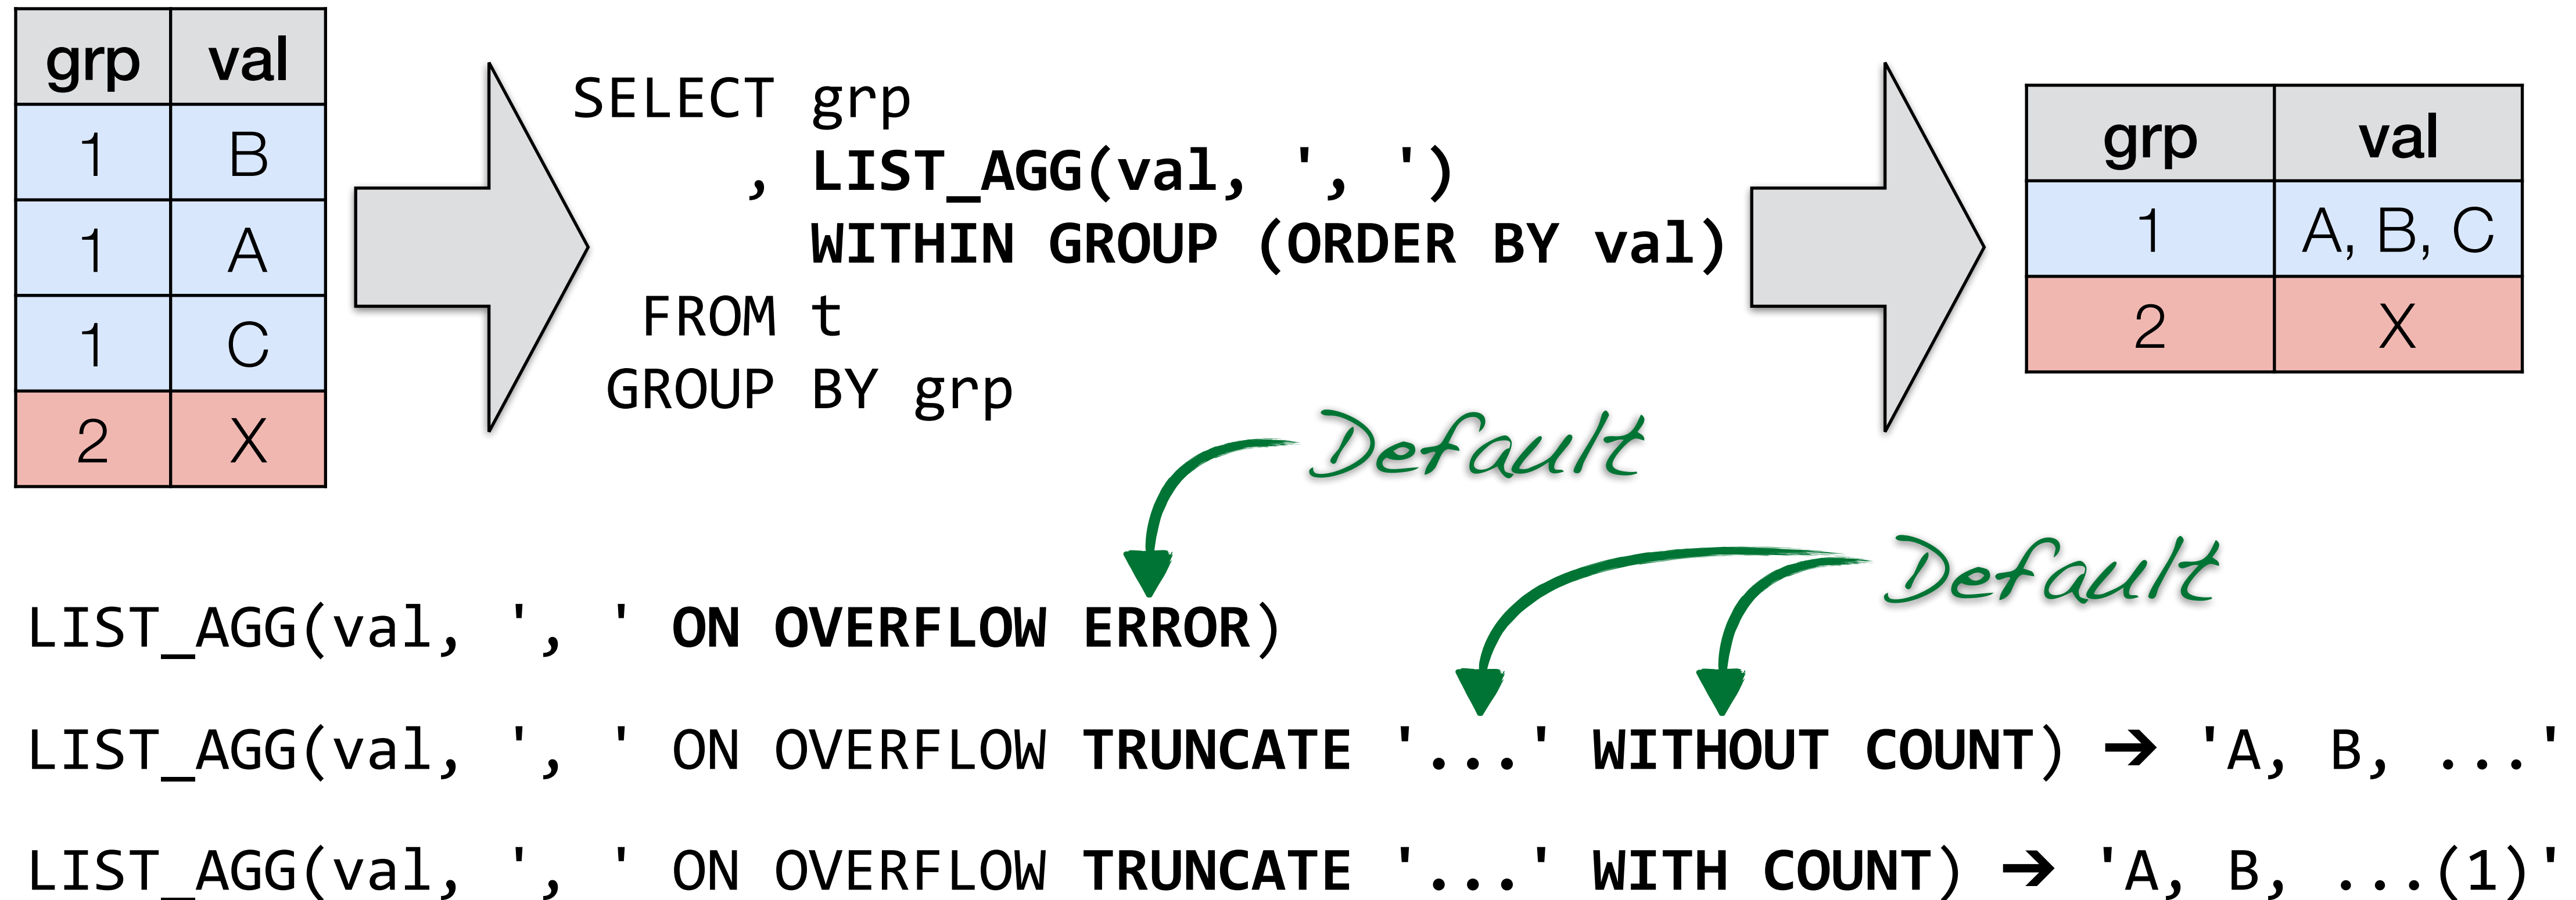 grp val
1 B
1 A
1 C
2 X
SELECT grp
, LIST_AGG(val, ', ')
WITHIN GROUP (ORDER BY val)
FROM t
GROUP BY grp
grp val
1 A, B, C
2 X
Default
Default
LIST_AGG(val, ', ' ON OVERFLOW ERROR)
LIST_AGG(val, ', ' ON OVERFLOW TRUNCATE '...' WITHOUT COUNT) ➔ 'A, B, ...'
LIST_AGG(val, ', ' ON OVERFLOW TRUNCATE '...' WITH COUNT) ➔ 'A, B, ...(1)'